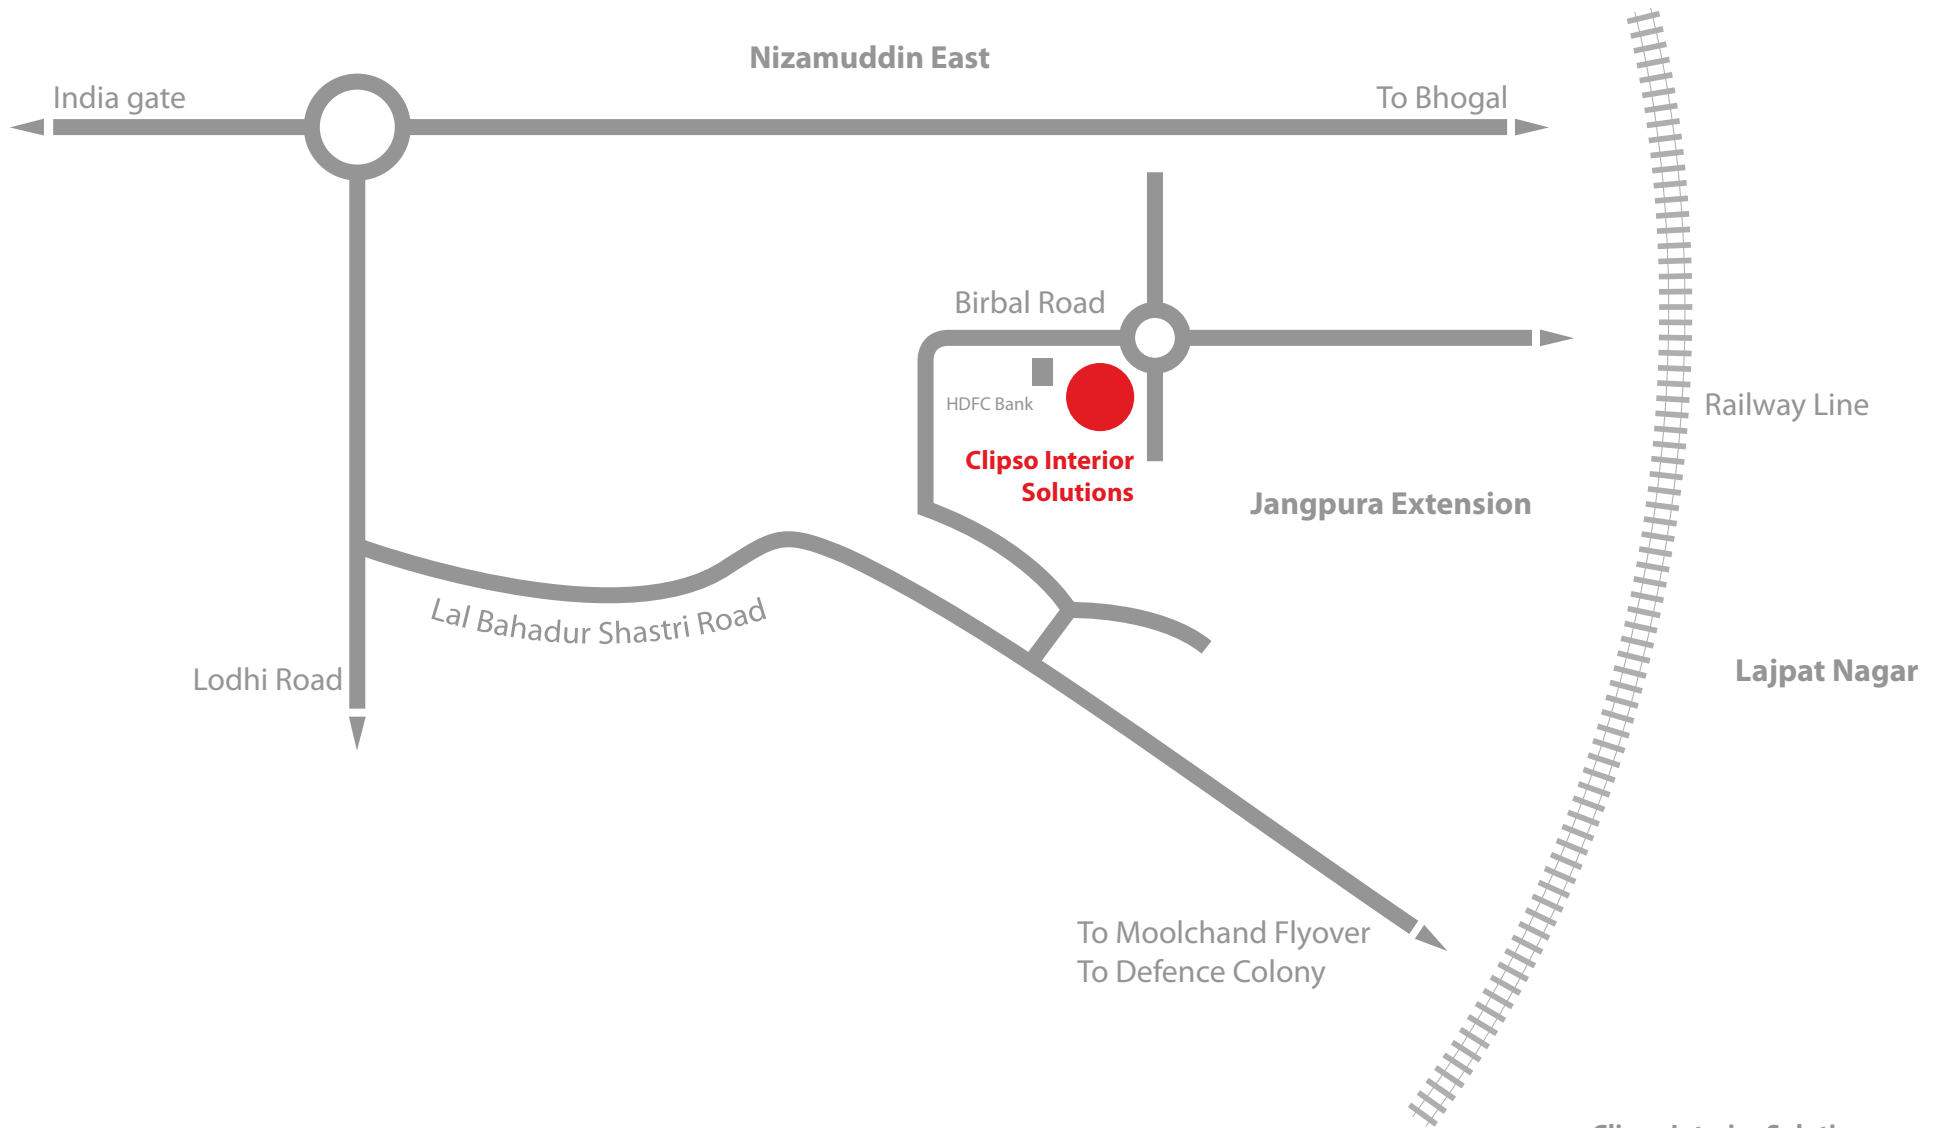 Nizamuddin East
India gate
To Bhogal
Birbal Road
HDFC Bank
Railway Line
Clipso Interior
Solutions
Jangpura Extension
Lal Bahadur Shastri Road
Lodhi Road
Lajpat Nagar
To Moolchand Flyover
To Defence Colony